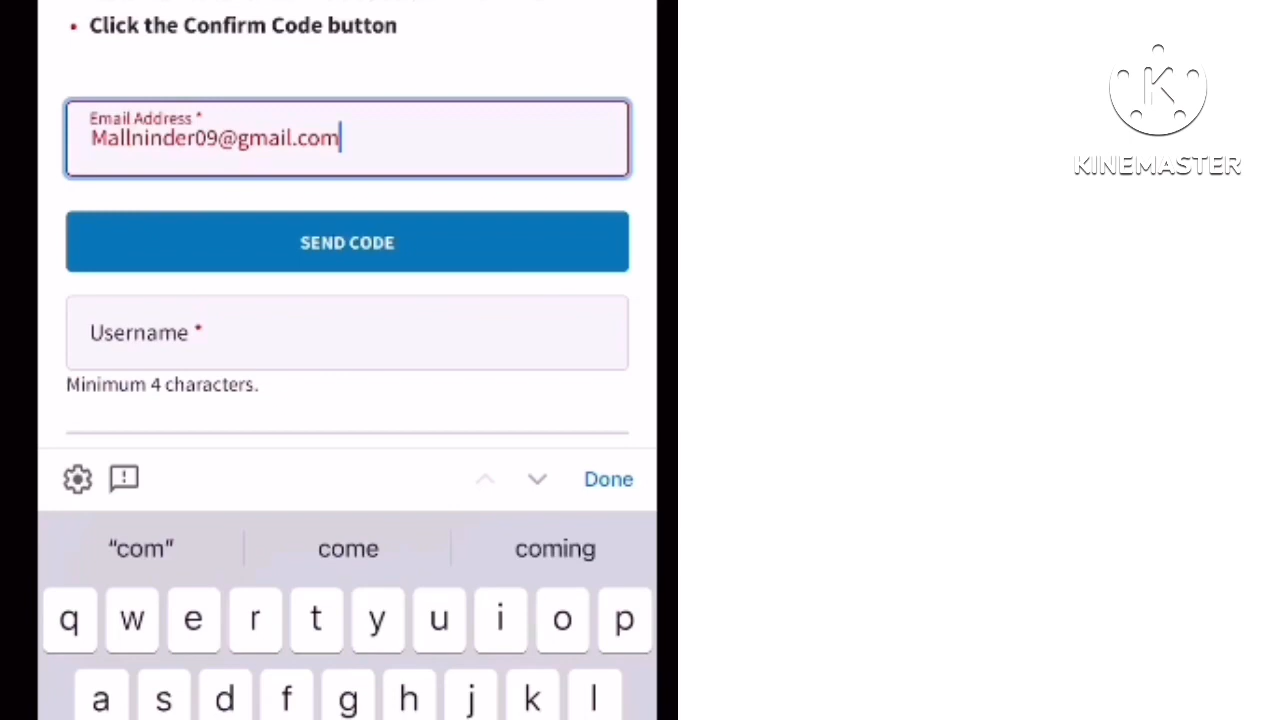 • Click the Confirm Code button
Email Address *
Mallninder09@gmail.com
SEND CODE
Username *
Minimum 4 characters.
Done
“com” come coming
q w e r t y u i o p
a s d f g h j k l
K
KINEMASTER